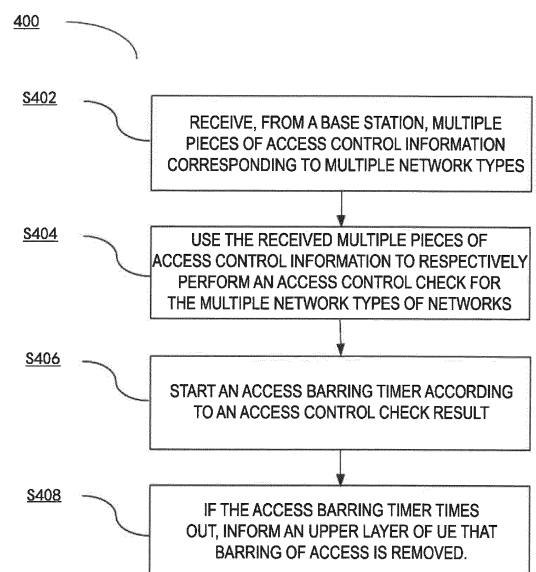 400
S402
RECEIVE, FROM A BASE STATION, MULTIPLE
PIECES OF ACCESS CONTROL INFORMATION
CORRESPONDING TO MULTIPLE NETWORK TYPES
S404
USE THE RECEIVED MULTIPLE PIECES OF
ACCESS CONTROL INFORMATION TO RESPECTIVELY
PERFORM AN ACCESS CONTROL CHECK FOR
THE MULTIPLE NETWORK TYPES OF NETWORKS
S406
START AN ACCESS BARRING TIMER ACCORDING
TO AN ACCESS CONTROL CHECK RESULT
S408
IF THE ACCESS BARRING TIMER TIMES
OUT, INFORM AN UPPER LAYER OF UE THAT
BARRING OF ACCESS IS REMOVED.